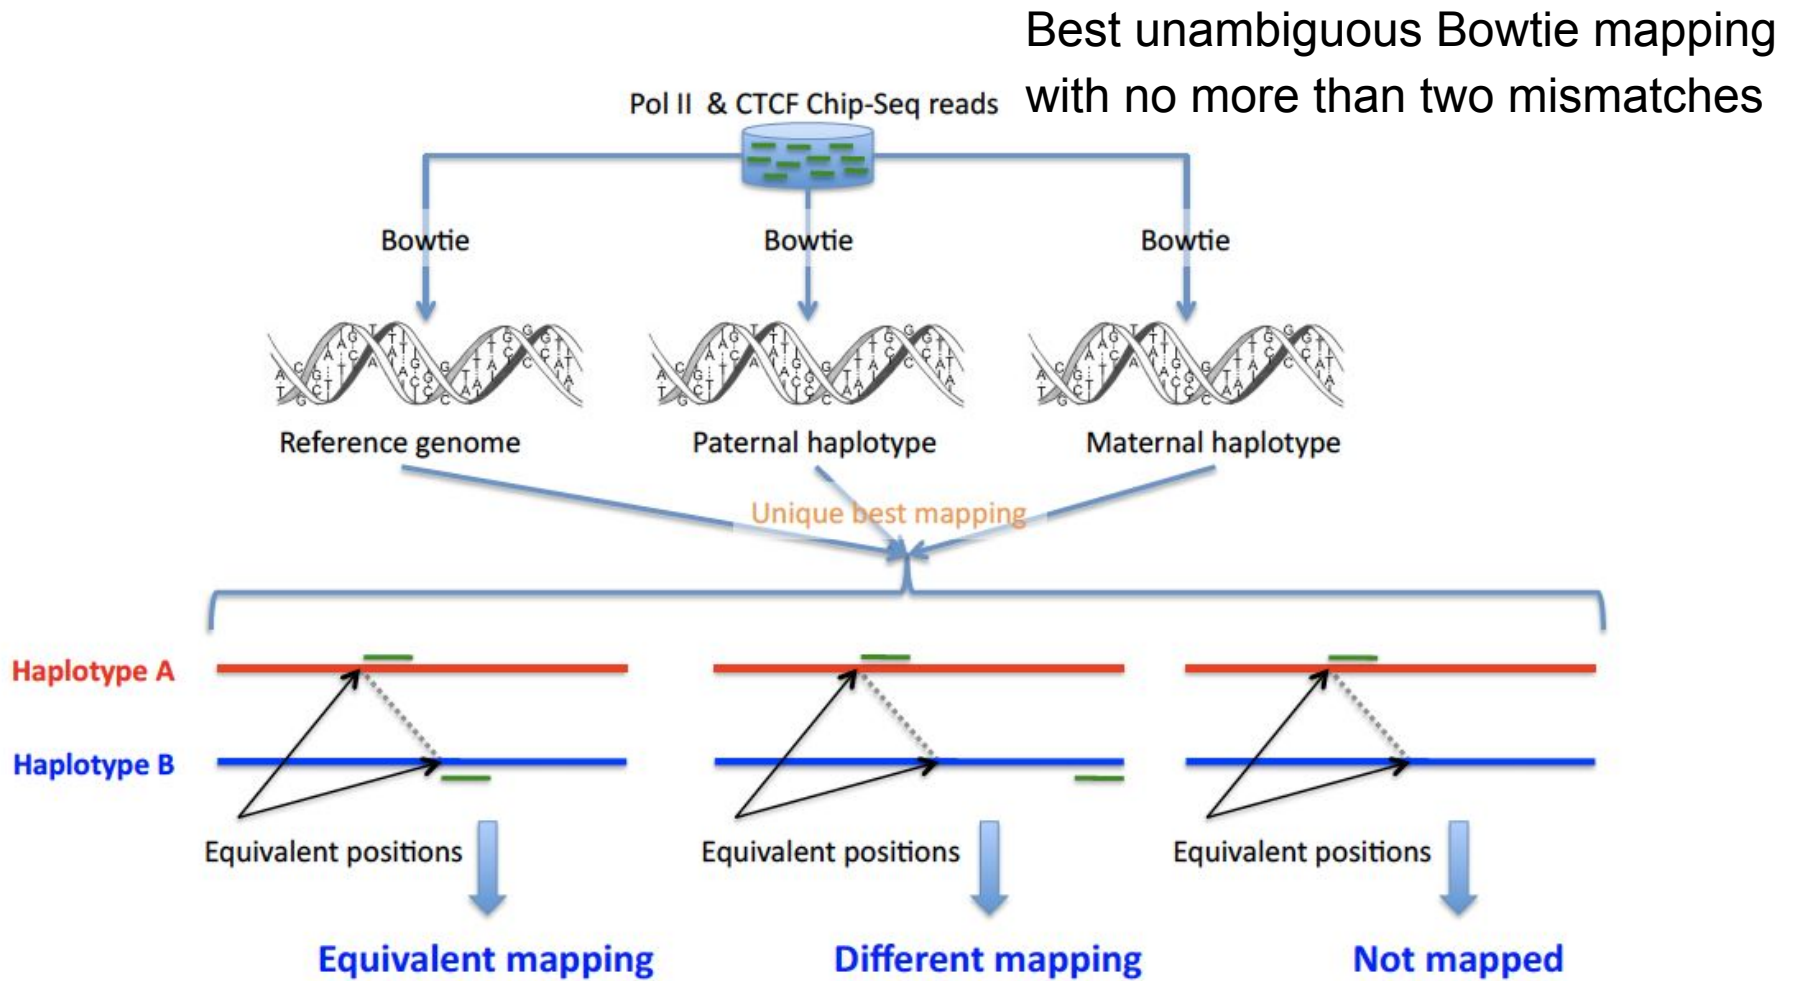 Best unambiguous Bowtie mapping
with no more than two mismatches
Pol II & CTCF Chip-Seq reads
Bowtie
Bowtie
Bowtie
Reference genome
Paternal haplotype
Maternal haplotype
Unique best mapping
Haplotype A
Haplotype B
Equivalent positions
Equivalent positions
Equivalent positions
Equivalent mapping
Different mapping
Not mapped